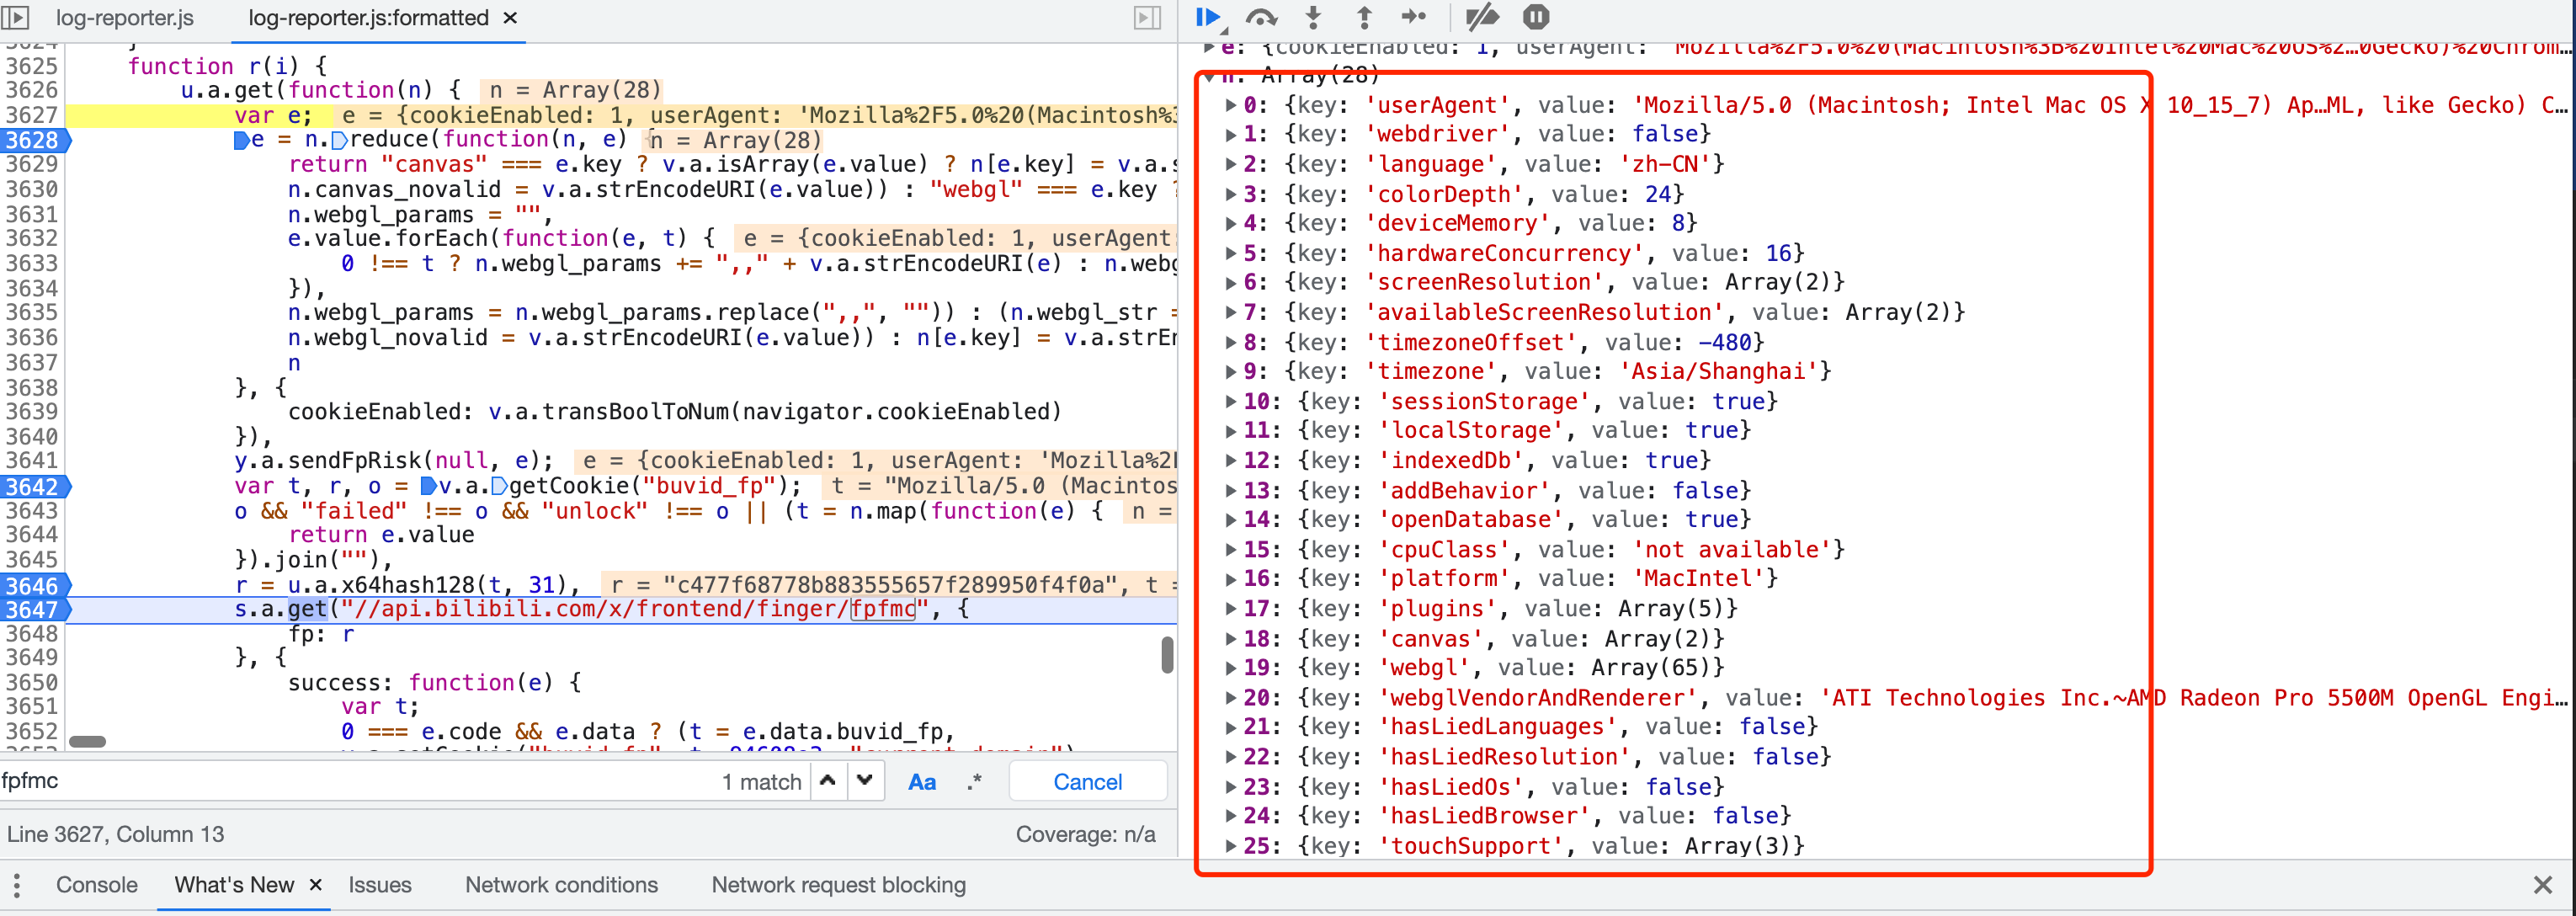 log-reporter.js log-reporter.js:formatted ×
3624 }
3625 function r(i) {
3626 u.a.get(function(n) { n = Array(28)
3627 var e; e = {cookieEnabled: 1, userAgent: 'Mozilla%2F5.0%20(Macintosh%3
3628 e = n.reduce(function(n, e) n = Array(28)
3629 return "canvas" === e.key ? v.a.isArray(e.value) ? n[e.key] = v.a.s
3630 n.canvas_novalid = v.a.strEncodeURI(e.value)) : "webgl" === e.key ?
3631 n.webgl_params = "",
3632 e.value.forEach(function(e, t) { e = {cookieEnabled: 1, userAgent:
3633 0 !== t ? n.webgl_params += ",," + v.a.strEncodeURI(e) : n.webg
3634 }),
3635 n.webgl_params = n.webgl_params.replace(",,", "")) : (n.webgl_str =
3636 n.webgl_novalid = v.a.strEncodeURI(e.value)) : n[e.key] = v.a.strEn
3637 n
3638 }, {
3639 cookieEnabled: v.a.transBoolToNum(navigator.cookieEnabled)
3640 }),
3641 y.a.sendFpRisk(null, e); e = {cookieEnabled: 1, userAgent: 'Mozilla%2F
3642 var t, r, o = v.a.getCookie("buvid_fp"); t = "Mozilla/5.0 (Macintos
3643 o && "failed" !== o && "unlock" !== o || (t = n.map(function(e) { n =
3644 return e.value
3645 }).join(""),
3646 r = u.a.x64hash128(t, 31), r = "c477f68778b883555657f289950f4f0a", t =
3647 s.a.get("//api.bilibili.com/x/frontend/finger/fpfmc", {
3648 fp: r
3649 }, {
3650 success: function(e) {
3651 var t;
3652 0 === e.code && e.data ? (t = e.data.buvid_fp,
fpfmc 1 match Aa .* Cancel
Line 3627, Column 13 Coverage: n/a
e: {cookieEnabled: 1, userAgent: 'Mozilla%2F5.0%20(Macintosh%3B%20Intel%20Mac%20OS%2…0Gecko)%20Chrom…
n: Array(28)
0: {key: 'userAgent', value: 'Mozilla/5.0 (Macintosh; Intel Mac OS X 10_15_7) Ap…ML, like Gecko) C…
1: {key: 'webdriver', value: false}
2: {key: 'language', value: 'zh-CN'}
3: {key: 'colorDepth', value: 24}
4: {key: 'deviceMemory', value: 8}
5: {key: 'hardwareConcurrency', value: 16}
6: {key: 'screenResolution', value: Array(2)}
7: {key: 'availableScreenResolution', value: Array(2)}
8: {key: 'timezoneOffset', value: -480}
9: {key: 'timezone', value: 'Asia/Shanghai'}
10: {key: 'sessionStorage', value: true}
11: {key: 'localStorage', value: true}
12: {key: 'indexedDb', value: true}
13: {key: 'addBehavior', value: false}
14: {key: 'openDatabase', value: true}
15: {key: 'cpuClass', value: 'not available'}
16: {key: 'platform', value: 'MacIntel'}
17: {key: 'plugins', value: Array(5)}
18: {key: 'canvas', value: Array(2)}
19: {key: 'webgl', value: Array(65)}
20: {key: 'webglVendorAndRenderer', value: 'ATI Technologies Inc.~AMD Radeon Pro 5500M OpenGL Engi…
21: {key: 'hasLiedLanguages', value: false}
22: {key: 'hasLiedResolution', value: false}
23: {key: 'hasLiedOs', value: false}
24: {key: 'hasLiedBrowser', value: false}
25: {key: 'touchSupport', value: Array(3)}
Console What's New × Issues Network conditions Network request blocking ×